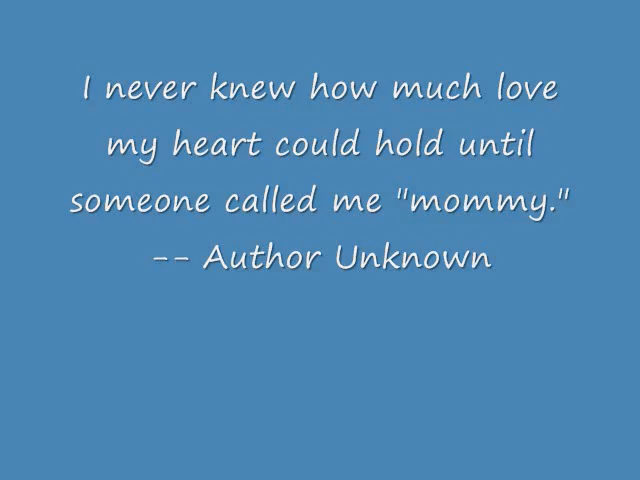 I never knew how much love
my heart could hold until
someone called me "mommy."
-- Author Unknown